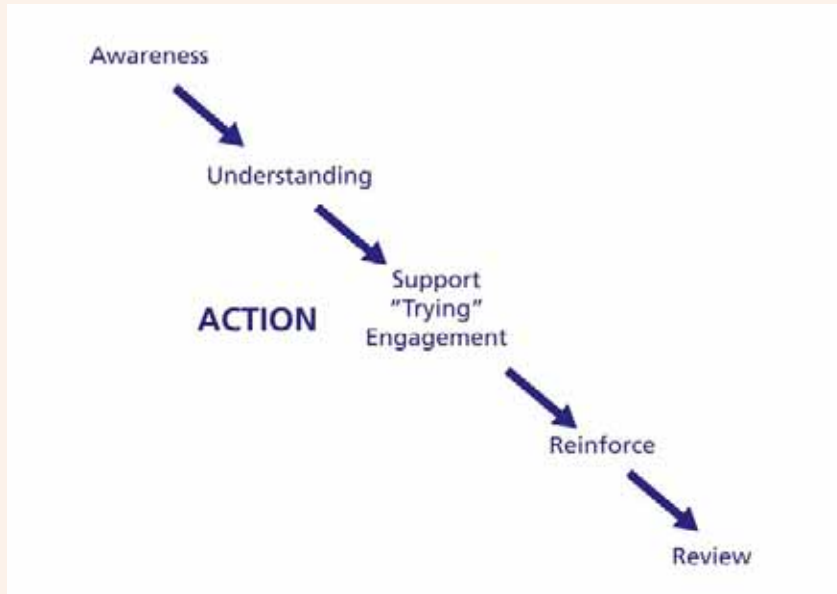 Awareness
Understanding
Support
"Trying"
ACTION
Engagement
Reinforce
Review